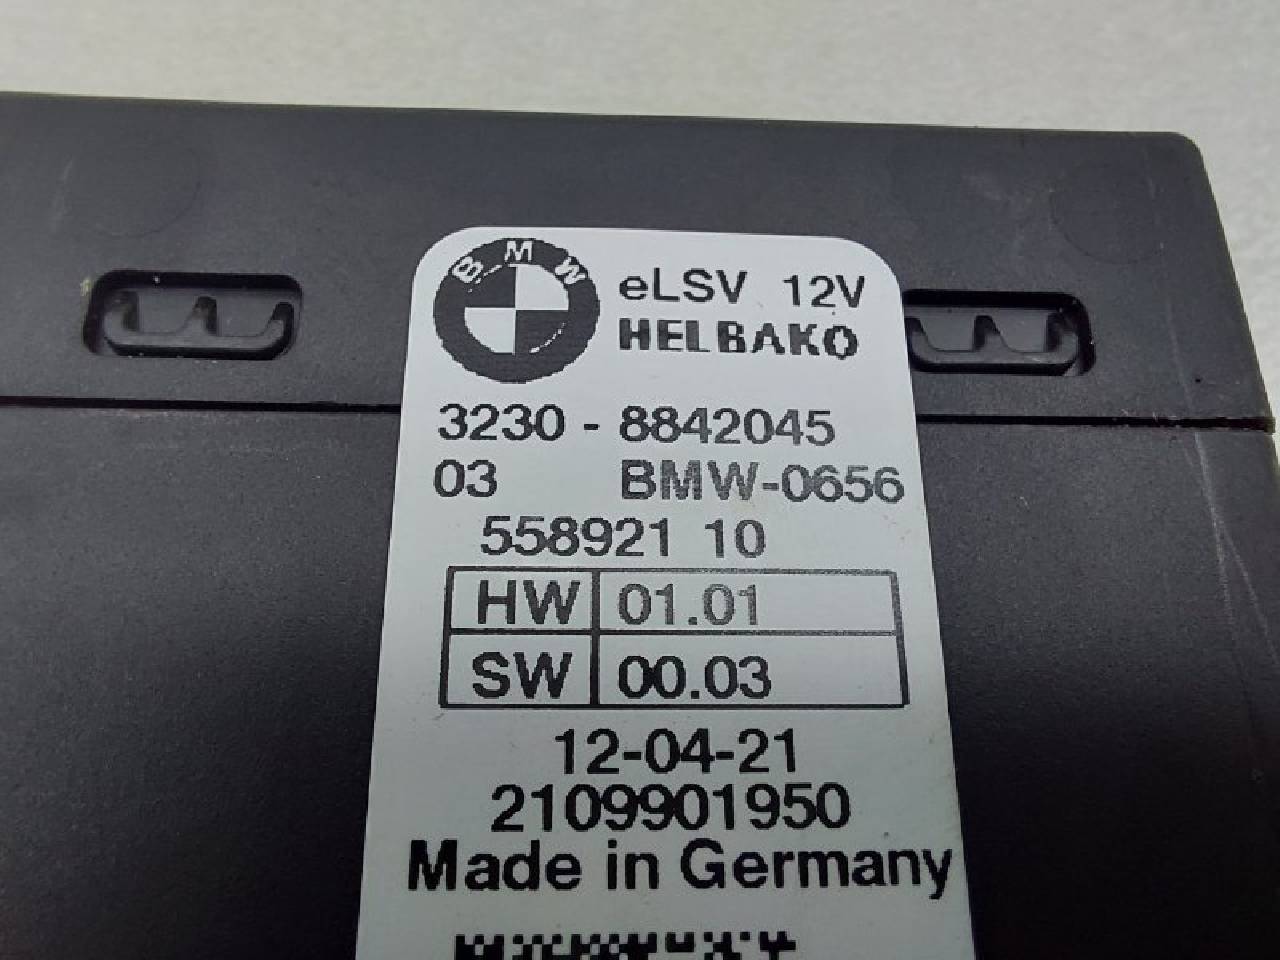 BMW
eLSV 12V
HELBAKO
3230 - 8842045
03 BMW-0656
558921 10
HW 01.01
SW 00.03
12-04-21
2109901950
Made in Germany